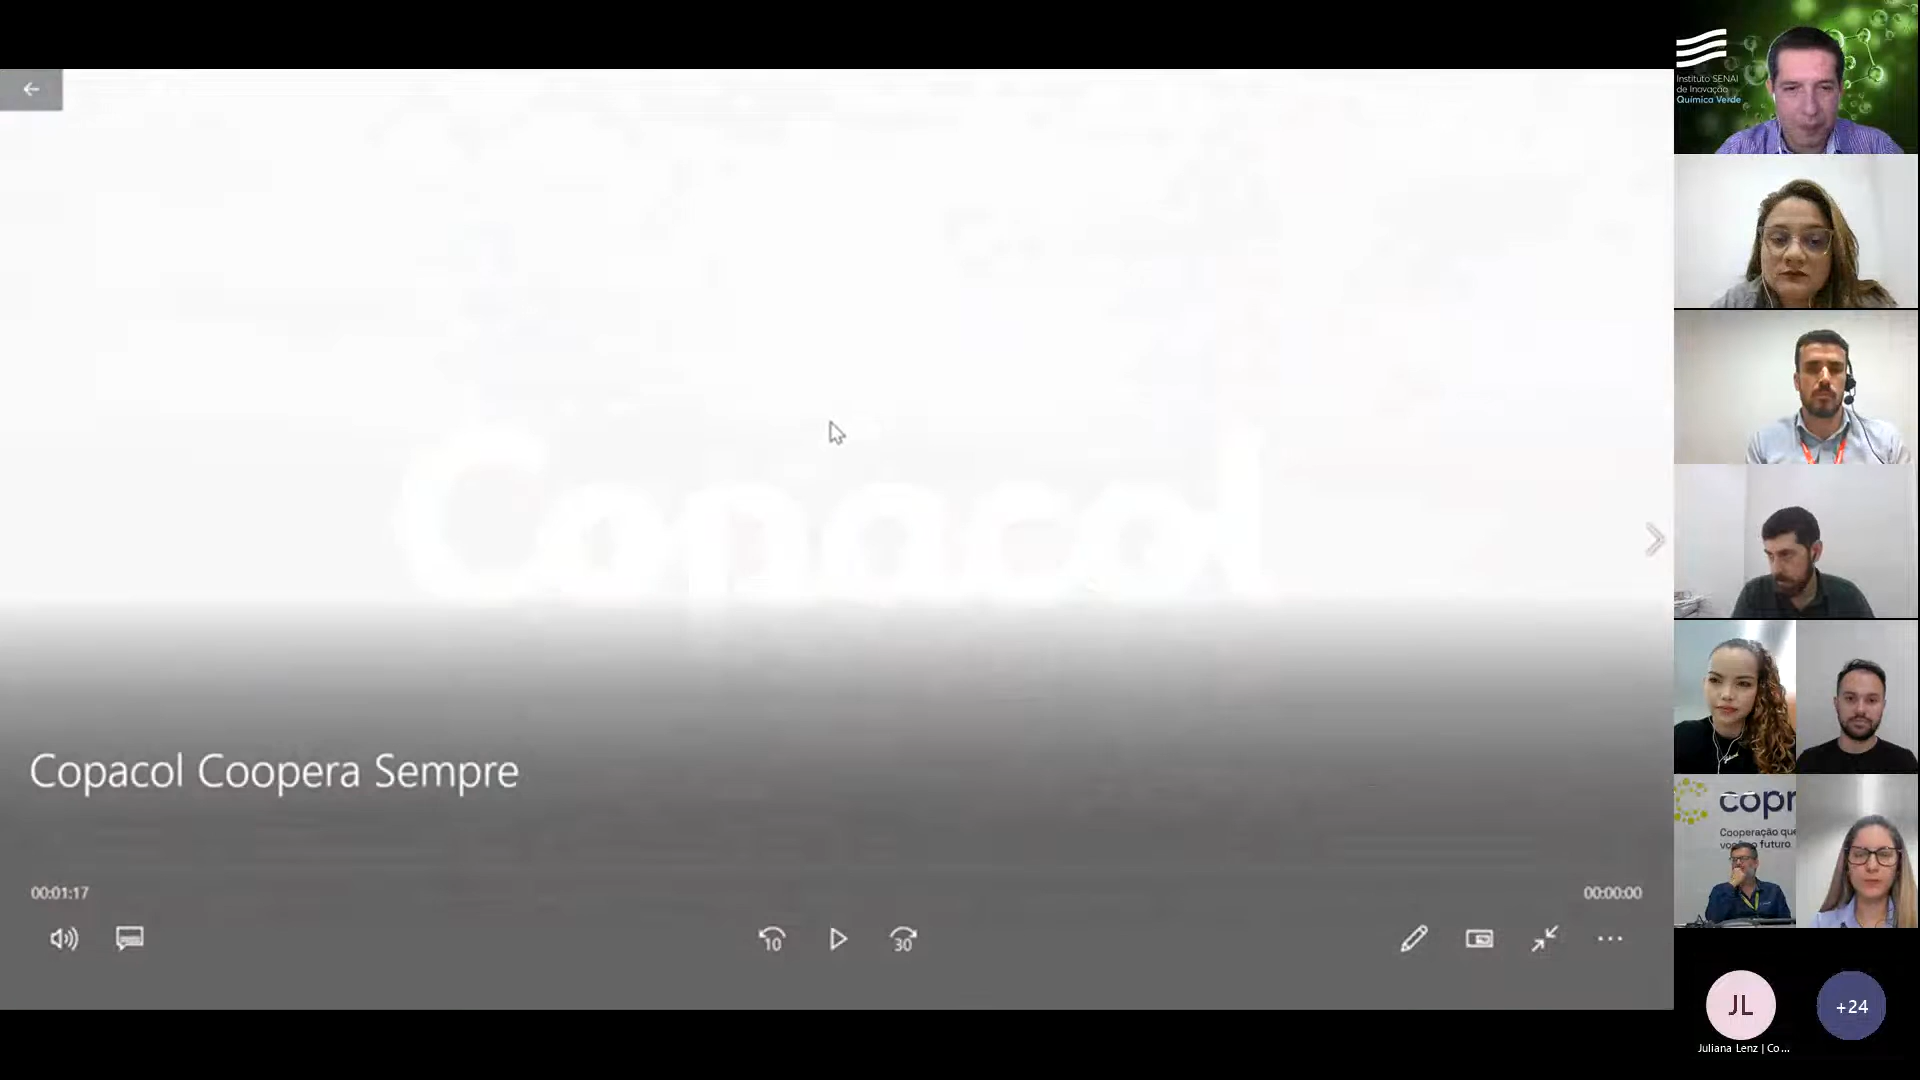 Copacol
Copacol Coopera Sempre
00:01:17
00:00:00
10
30
Instituto SENAI
de Inovação
Química Verde
copr
Cooperação que
futuro
JL
+24
Juliana Lenz | Co...